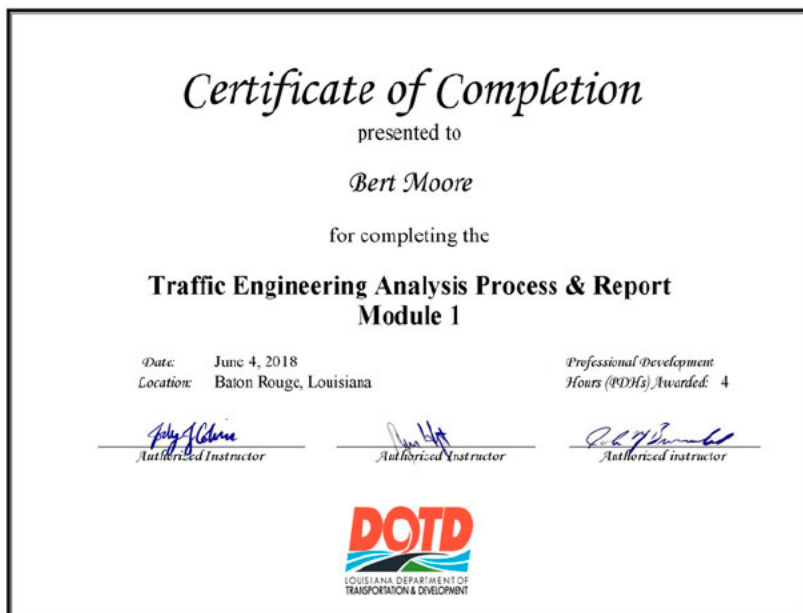 Certificate of Completion
presented to
Bert Moore
for completing the
Traffic Engineering Analysis Process & Report
Module 1
Date: June 4, 2018
Location: Baton Rouge, Louisiana
Professional Development
Hours (PDHs) Awarded: 4
Authorized Instructor
Authorized Instructor
Authorized instructor
DOTD
LOUISIANA DEPARTMENT OF
TRANSPORTATION & DEVELOPMENT